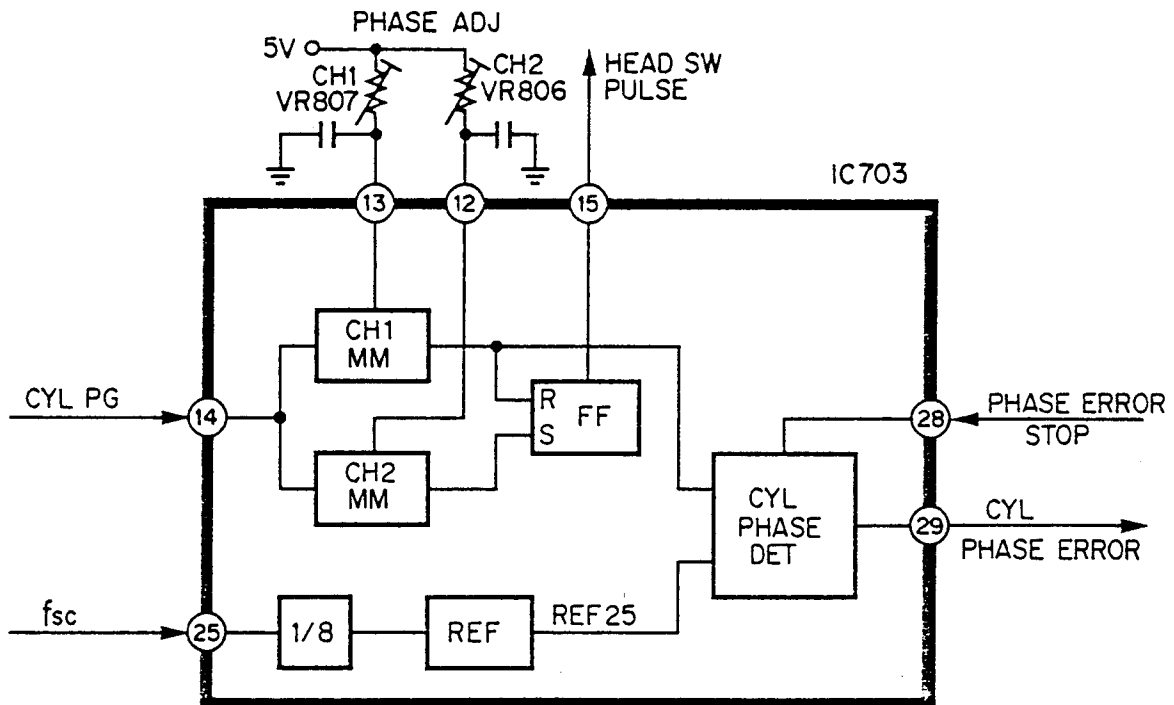 PHASE ADJ
5V
CH1
VR807
CH2
VR806
HEAD SW
PULSE
IC703
13
12
15
CH1
MM
CYL PG
14
R
S
FF
CH2
MM
28
PHASE ERROR
STOP
CYL
PHASE
DET
29
CYL
PHASE ERROR
fsc
25
1/8
REF
REF25